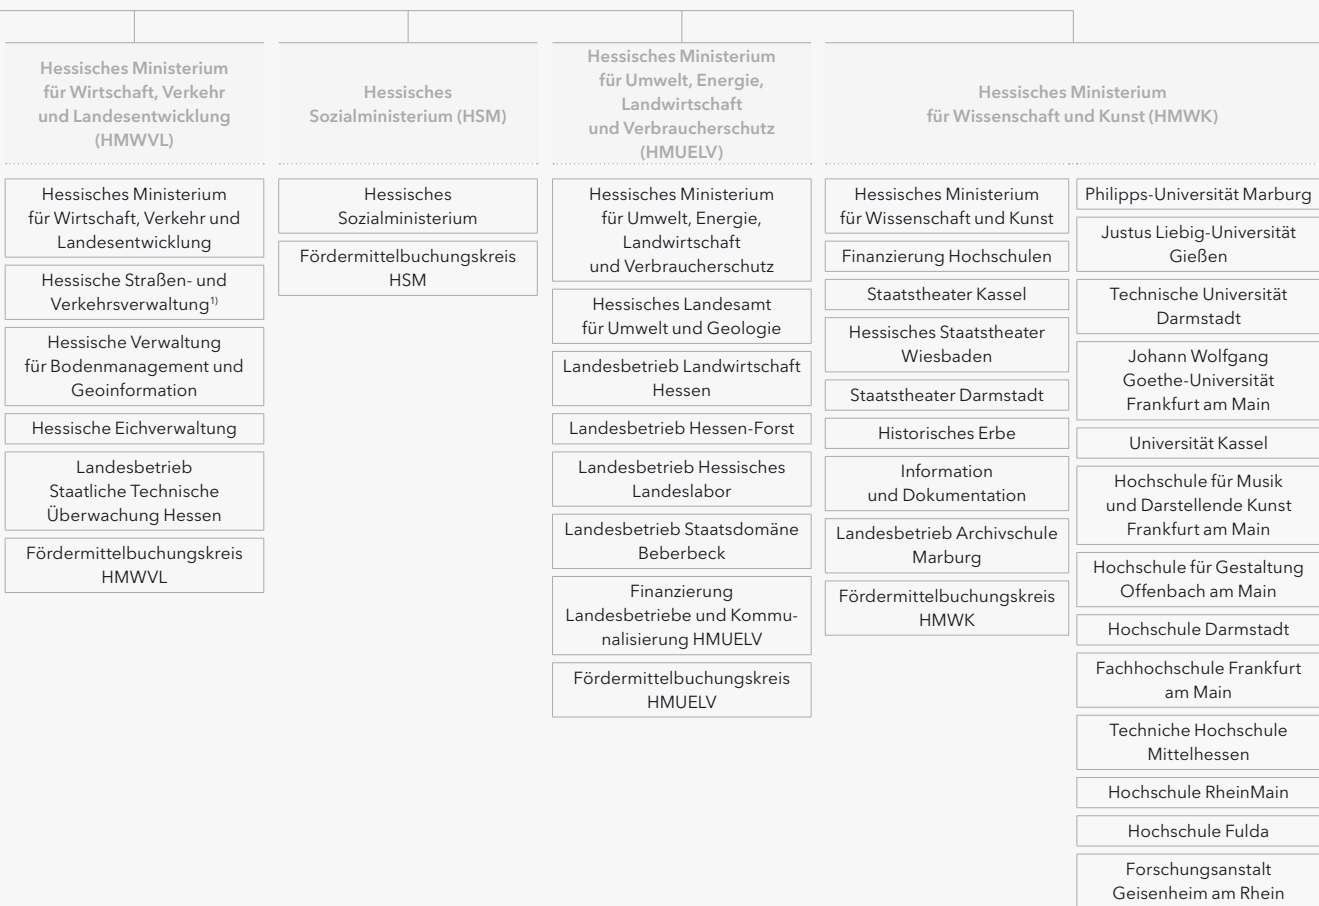 Hessisches Ministerium
für Wirtschaft, Verkehr
und Landesentwicklung
(HMWVL)
Hessisches Ministerium
für Wirtschaft, Verkehr und
Landesentwicklung
Hessische Straßen- und
Verkehrsverwaltung¹⁾
Hessische Verwaltung
für Bodenmanagement und
Geoinformation
Hessische Eichverwaltung
Landesbetrieb
Staatliche Technische
Überwachung Hessen
Fördermittelbuchungskreis
HMWVL
Hessisches
Sozialministerium (HSM)
Hessisches
Sozialministerium
Fördermittelbuchungskreis
HSM
Hessisches Ministerium
für Umwelt, Energie,
Landwirtschaft
und Verbraucherschutz
(HMUELV)
Hessisches Ministerium
für Umwelt, Energie,
Landwirtschaft
und Verbraucherschutz
Hessisches Landesamt
für Umwelt und Geologie
Landesbetrieb Landwirtschaft
Hessen
Landesbetrieb Hessen-Forst
Landesbetrieb Hessisches
Landeslabor
Landesbetrieb Staatsdomäne
Beberbeck
Finanzierung
Landesbetriebe und Kommu-
nalisierung HMUELV
Fördermittelbuchungskreis
HMUELV
Hessisches Ministerium
für Wissenschaft und Kunst (HMWK)
Hessisches Ministerium
für Wissenschaft und Kunst
Finanzierung Hochschulen
Staatstheater Kassel
Hessisches Staatstheater
Wiesbaden
Staatstheater Darmstadt
Historisches Erbe
Information
und Dokumentation
Landesbetrieb Archivschule
Marburg
Fördermittelbuchungskreis
HMWK
Philipps-Universität Marburg
Justus Liebig-Universität
Gießen
Technische Universität
Darmstadt
Johann Wolfgang
Goethe-Universität
Frankfurt am Main
Universität Kassel
Hochschule für Musik
und Darstellende Kunst
Frankfurt am Main
Hochschule für Gestaltung
Offenbach am Main
Hochschule Darmstadt
Fachhochschule Frankfurt
am Main
Techniche Hochschule
Mittelhessen
Hochschule RheinMain
Hochschule Fulda
Forschungsanstalt
Geisenheim am Rhein